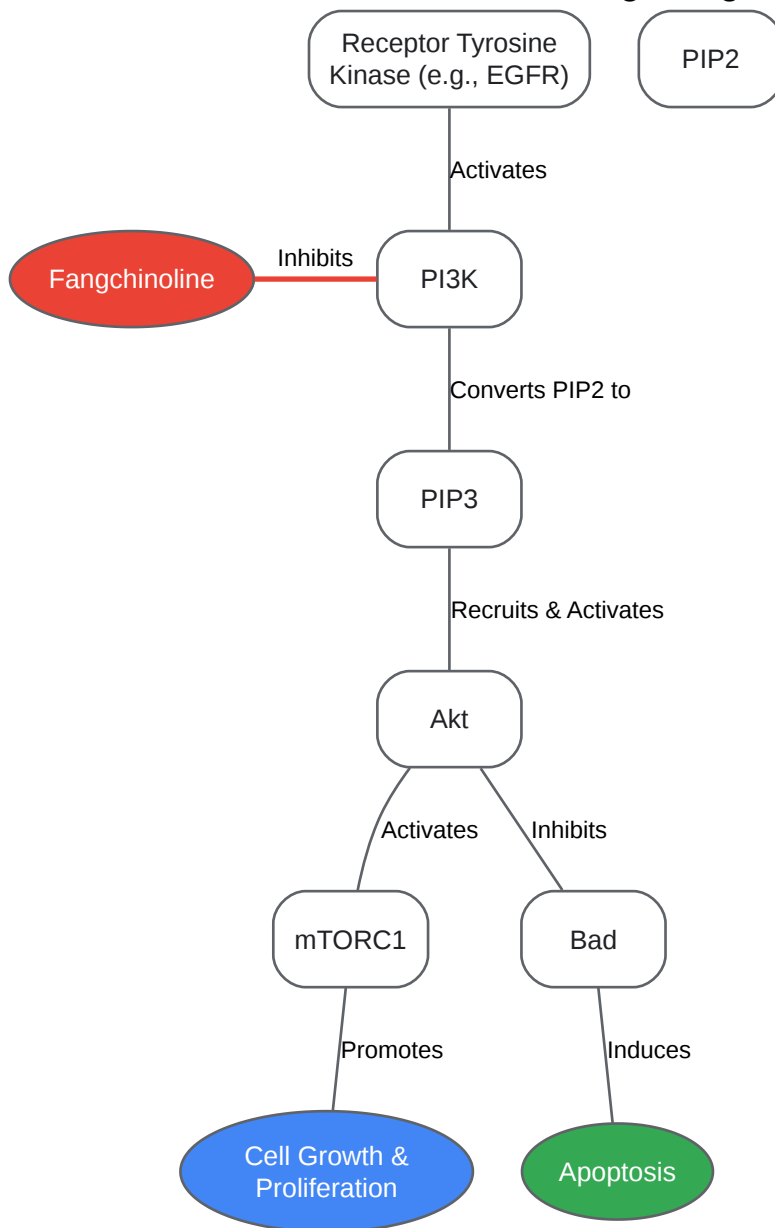 Receptor Tyrosine
Kinase (e.g., EGFR)
PIP2
Activates
Fangchinoline
Inhibits
PI3K
Converts PIP2 to
PIP3
Recruits & Activates
Akt
Activates
Inhibits
mTORC1
Bad
Promotes
Induces
Cell Growth &
Proliferation
Apoptosis